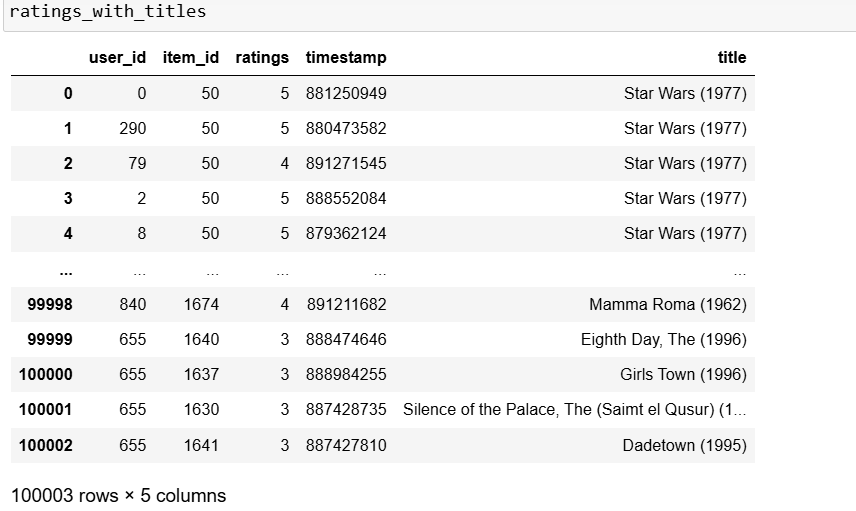 ratings_with_titles
user_id item_id ratings timestamp title
0 0 50 5 881250949 Star Wars (1977)
1 290 50 5 880473582 Star Wars (1977)
2 79 50 4 891271545 Star Wars (1977)
3 2 50 5 888552084 Star Wars (1977)
4 8 50 5 879362124 Star Wars (1977)
... ... ... ... ... ...
99998 840 1674 4 891211682 Mamma Roma (1962)
99999 655 1640 3 888474646 Eighth Day, The (1996)
100000 655 1637 3 888984255 Girls Town (1996)
100001 655 1630 3 887428735 Silence of the Palace, The (Saimt el Qusur) (1...
100002 655 1641 3 887427810 Dadetown (1995)
100003 rows × 5 columns